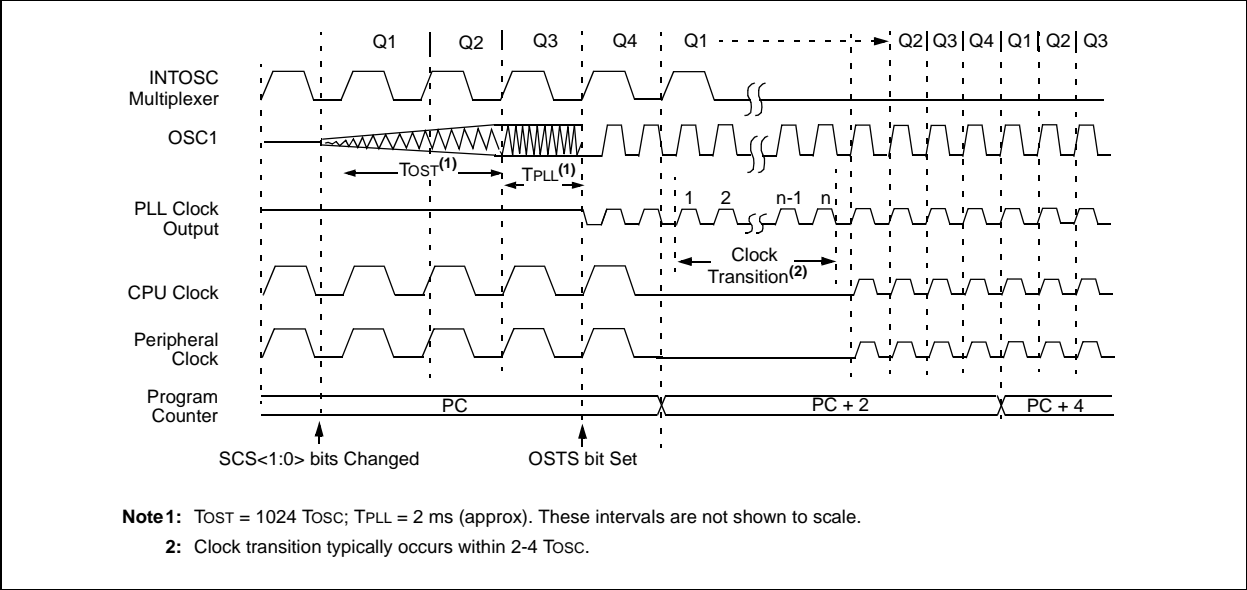 Q1 Q2 Q3 Q4 Q1 Q2 Q3 Q4 Q1 Q2 Q3
INTOSC
Multiplexer
OSC1
TOST(1)
TPLL(1)
PLL Clock
Output
1 2 n-1 n
Clock
Transition(2)
CPU Clock
Peripheral
Clock
Program
Counter
PC PC + 2 PC + 4
SCS<1:0> bits Changed OSTS bit Set
Note 1: TOST = 1024 TOSC; TPLL = 2 ms (approx). These intervals are not shown to scale.
2: Clock transition typically occurs within 2-4 TOSC.